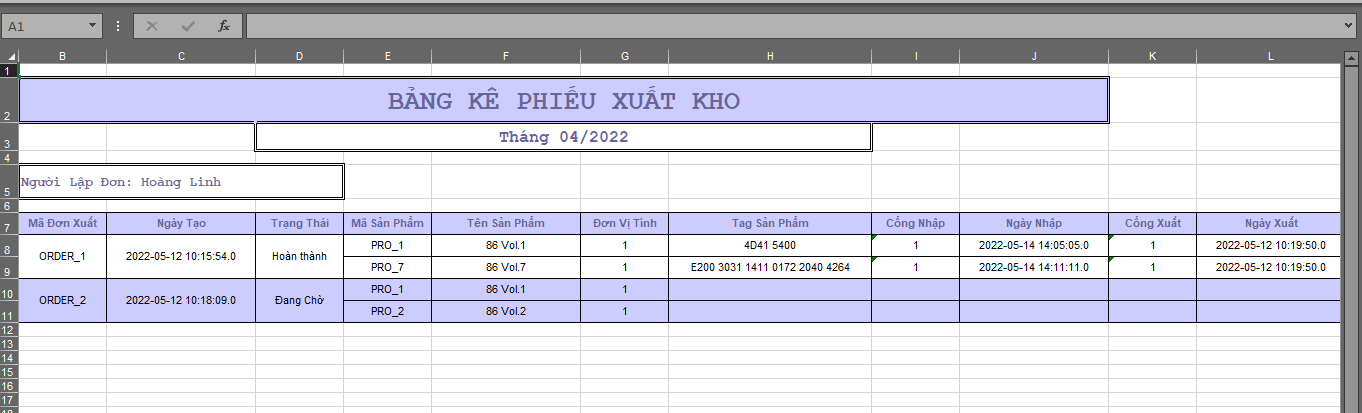 A1 fx
B C D E F G H I J K L
1
2 BẢNG KÊ PHIẾU XUẤT KHO
3 Tháng 04/2022
4
5 Người Lập Đơn: Hoàng Linh
6
7 Mã Đơn Xuất Ngày Tạo Trạng Thái Mã Sản Phẩm Tên Sản Phẩm Đơn Vị Tính Tag Sản Phẩm Cổng Nhập Ngày Nhập Cổng Xuất Ngày Xuất
8 ORDER_1 2022-05-12 10:15:54.0 Hoàn thành PRO_1 86 Vol.1 1 4D41 5400 1 2022-05-14 14:05:05.0 1 2022-05-12 10:19:50.0
9 PRO_7 86 Vol.7 1 E200 3031 1411 0172 2040 4264 1 2022-05-14 14:11:11.0 1 2022-05-12 10:19:50.0
10 ORDER_2 2022-05-12 10:18:09.0 Đang Chờ PRO_1 86 Vol.1 1
11 PRO_2 86 Vol.2 1
12
13
14
15
16
17